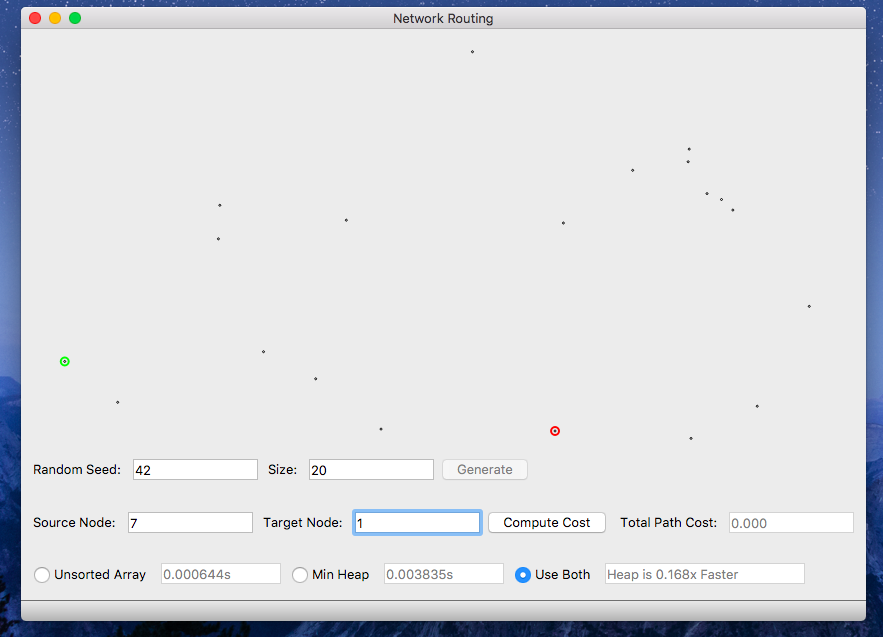 Network Routing
Random Seed: 42 Size: 20 Generate
Source Node: 7 Target Node: 1 Compute Cost Total Path Cost: 0.000
Unsorted Array 0.000644s Min Heap 0.003835s Use Both Heap is 0.168x Faster